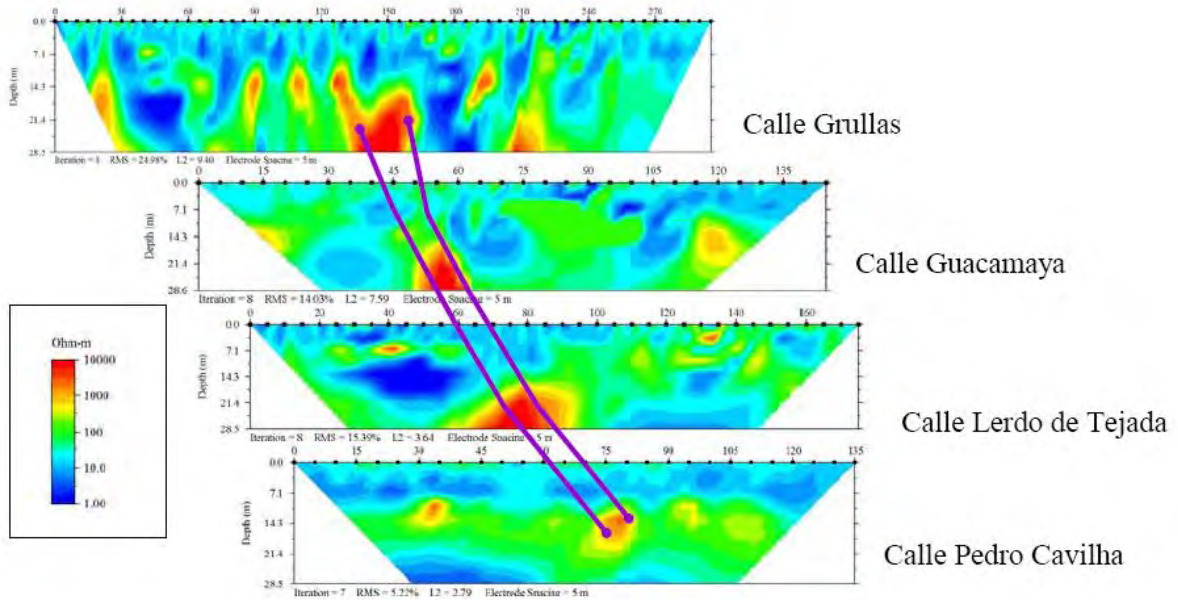 0 30 60 90 120 150 180 210 240 270
0.0
7.1
14.3
21.4
28.5
Depth (m)
Iteration = 8 RMS = 24.98% L2 = 9.40 Electrode Spacing = 5 m
Calle Grullas
0 15 30 45 60 75 90 105 120 135
0.0
7.1
14.3
21.4
28.6
Depth (m)
Iteration = 8 RMS = 14.03% L2 = 7.59 Electrode Spacing = 5 m
Calle Guacamaya
0 20 40 60 80 100 120 140 160
0.0
7.1
14.3
21.4
28.5
Depth (m)
Iteration = 8 RMS = 15.39% L2 = 3.64 Electrode Spacing = 5 m
Calle Lerdo de Tejada
0 15 30 45 60 75 90 105 120 135
0.0
7.1
14.3
21.4
28.5
Depth (m)
Iteration = 7 RMS = 5.22% L2 = 2.79 Electrode Spacing = 5 m
Calle Pedro Cavilha
Ohm-m
10000
1000
100
10.0
1.00